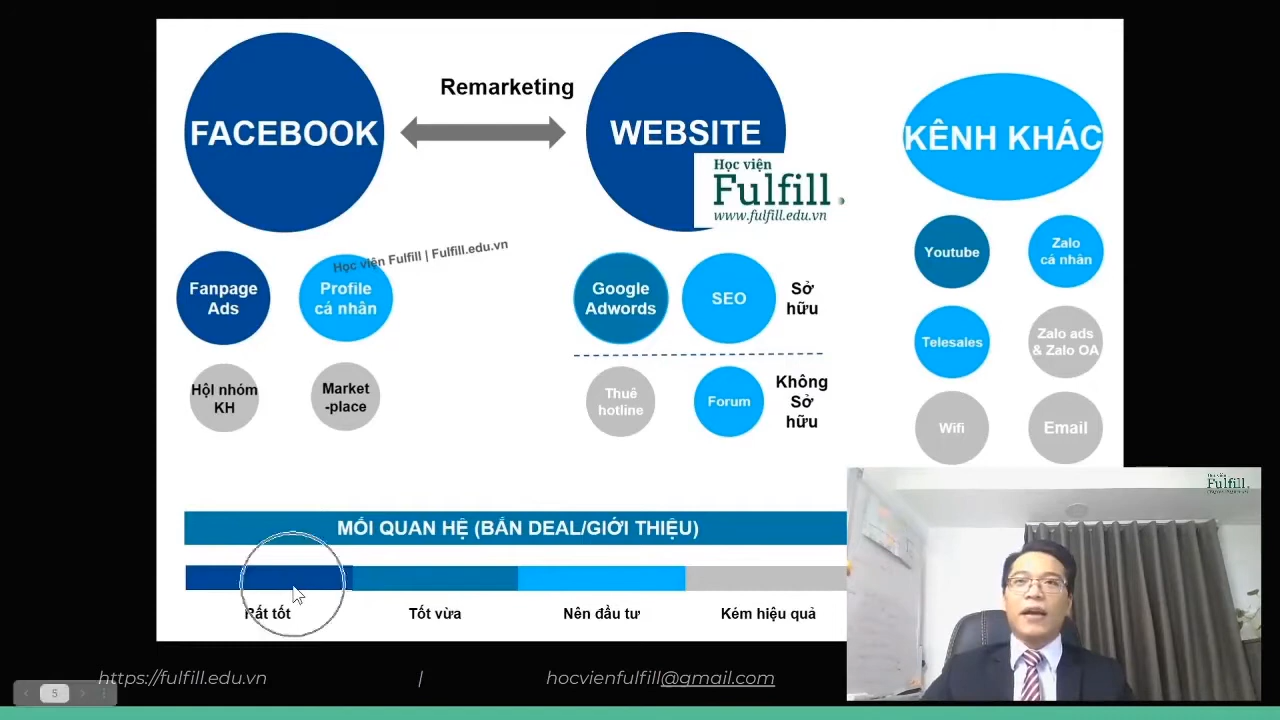 FACEBOOK
Remarketing
WEBSITE
KÊNH KHÁC
Học viện
Fulfill
www.fulfill.edu.vn
Học viện Fulfill | Fulfill.edu.vn
Fanpage
Ads
Profile
cá nhân
Google
Adwords
SEO
Sở
hữu
Youtube
Zalo
cá nhân
Hội nhóm
KH
Market
-place
Thuê
hotline
Forum
Không
Sở
hữu
Telesales
Zalo ads
& Zalo OA
Wifi
Email
MỐI QUAN HỆ (BẮN DEAL/GIỚI THIỆU)
Rất tốt
Tốt vừa
Nên đầu tư
Kém hiệu quả
Fulfill
https://fulfill.edu.vn | hocvienfulfill@gmail.com
5